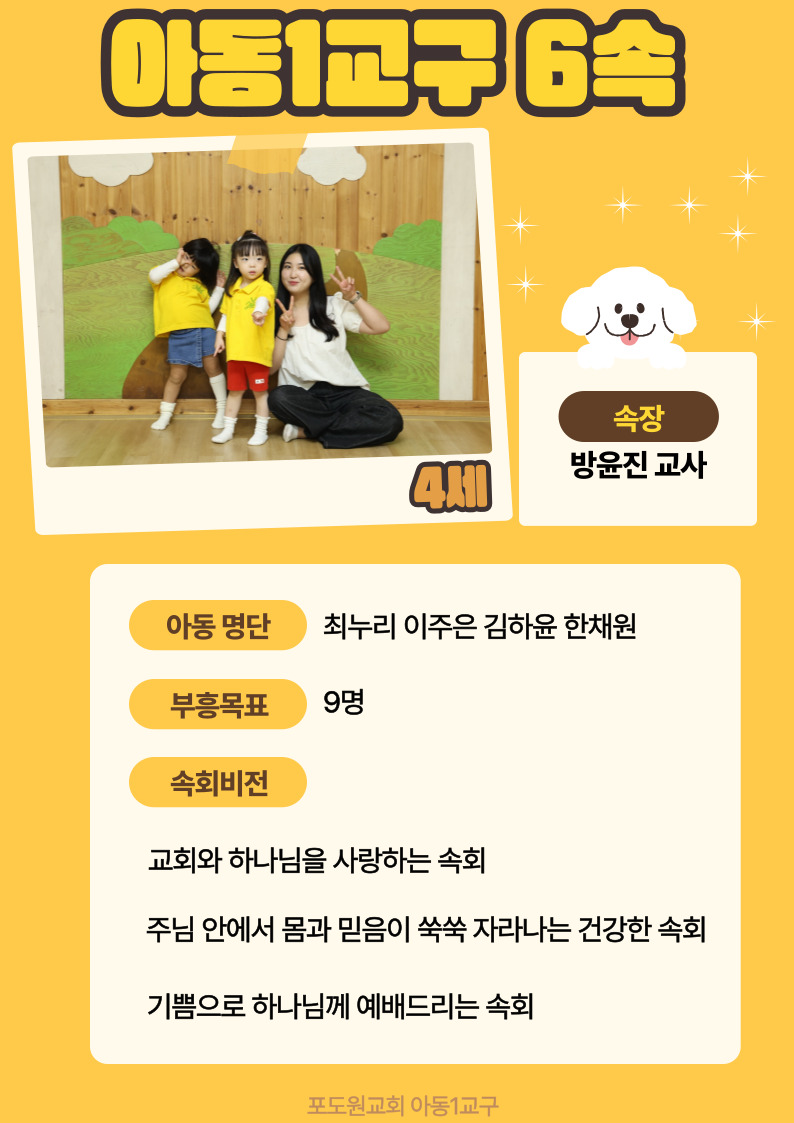 아동1교구 6속
4세
속장
방윤진 교사
아동 명단 최누리 이주은 김하윤 한채원
부흥목표 9명
속회비전
교회와 하나님을 사랑하는 속회
주님 안에서 몸과 믿음이 쑥쑥 자라나는 건강한 속회
기쁨으로 하나님께 예배드리는 속회
포도원교회 아동1교구